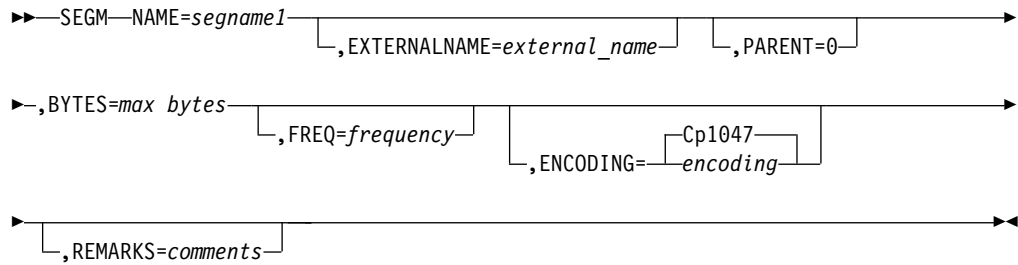 SEGM NAME=segname1 ,EXTERNALNAME=external_name ,PARENT=0
,BYTES=max bytes ,FREQ=frequency ,ENCODING= Cp1047 encoding
,REMARKS=comments